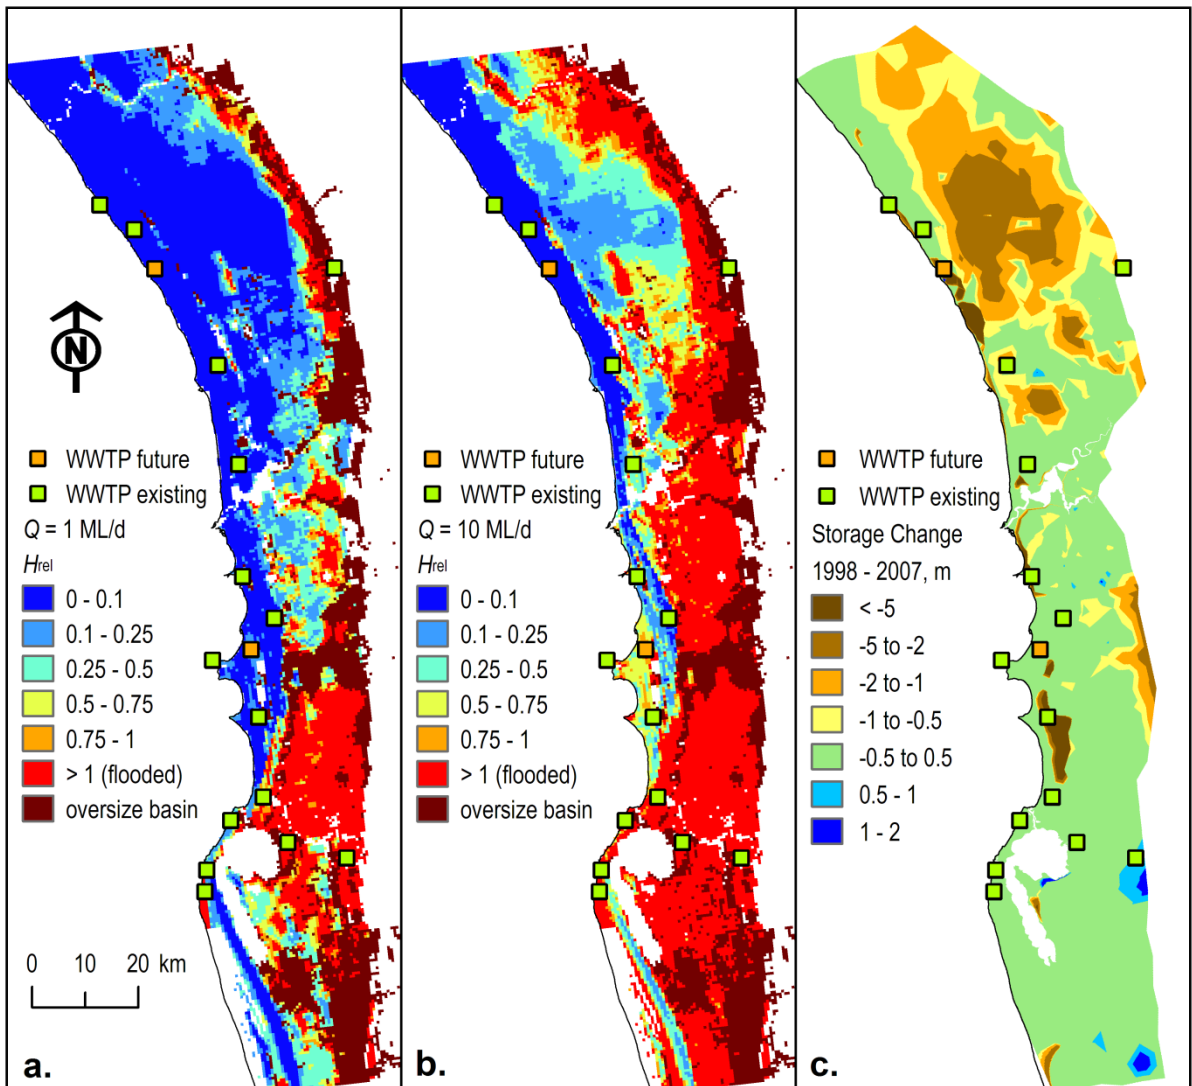 N
WWTP future
WWTP existing
Q = 1 ML/d
Hrel
0 - 0.1
0.1 - 0.25
0.25 - 0.5
0.5 - 0.75
0.75 - 1
> 1 (flooded)
oversize basin
0 10 20 km
a.
WWTP future
WWTP existing
Q = 10 ML/d
Hrel
0 - 0.1
0.1 - 0.25
0.25 - 0.5
0.5 - 0.75
0.75 - 1
> 1 (flooded)
oversize basin
b.
WWTP future
WWTP existing
Storage Change
1998 - 2007, m
< -5
-5 to -2
-2 to -1
-1 to -0.5
-0.5 to 0.5
0.5 - 1
1 - 2
c.